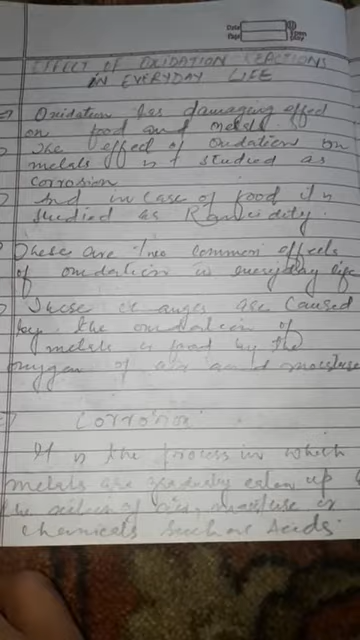 Date
Page
EFFECT OF OXIDATION REACTIONS
IN EVERYDAY LIFE
Oxidation has damaging effect
on food and metals
The effect of oxidation on
metals is studied as
corrosion.
And in case of food it is
studied as Rancidity.
These are two common effects
of oxidation in everyday life
These changes are caused
by the oxidation of
metals or food by the
oxygen of air and moisture
Corrosion
It is the process in which
metals are gradually eaten up
the action of air, moisture or
chemicals such as Acids.